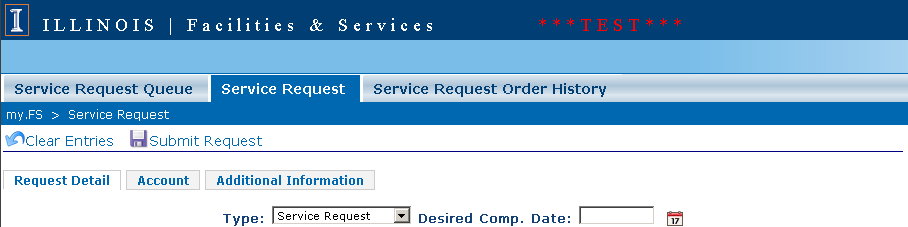 I ILLINOIS | Facilities & Services ***TEST***
Service Request Queue Service Request Service Request Order History
my.FS > Service Request
Clear Entries Submit Request
Request Detail Account Additional Information
Type: Service Request Desired Comp. Date: 17